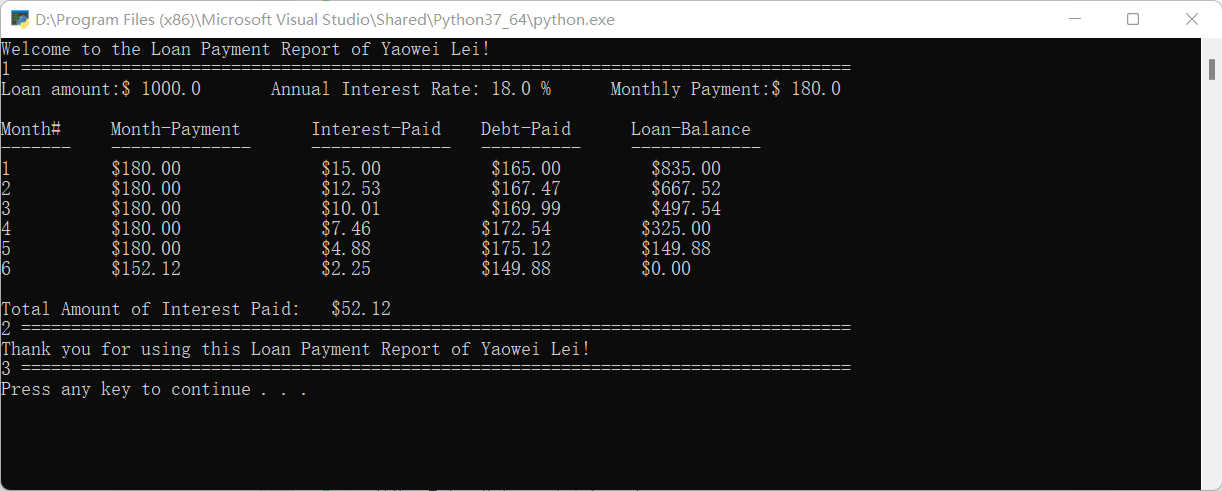 D:\Program Files (x86)\Microsoft Visual Studio\Shared\Python37_64\python.exe
Welcome to the Loan Payment Report of Yaowei Lei!
1 ===================================================================================
Loan amount:$ 1000.0       Annual Interest Rate: 18.0 %      Monthly Payment:$ 180.0
Month#     Month-Payment       Interest-Paid    Debt-Paid      Loan-Balance
-------    --------------      --------------   ----------     -------------
1          $180.00              $15.00           $165.00         $835.00
2          $180.00              $12.53           $167.47         $667.52
3          $180.00              $10.01           $169.99         $497.54
4          $180.00              $7.46           $172.54         $325.00
5          $180.00              $4.88           $175.12         $149.88
6          $152.12              $2.25           $149.88         $0.00
Total Amount of Interest Paid:   $52.12
2 ===================================================================================
Thank you for using this Loan Payment Report of Yaowei Lei!
3 ===================================================================================
Press any key to continue . . .